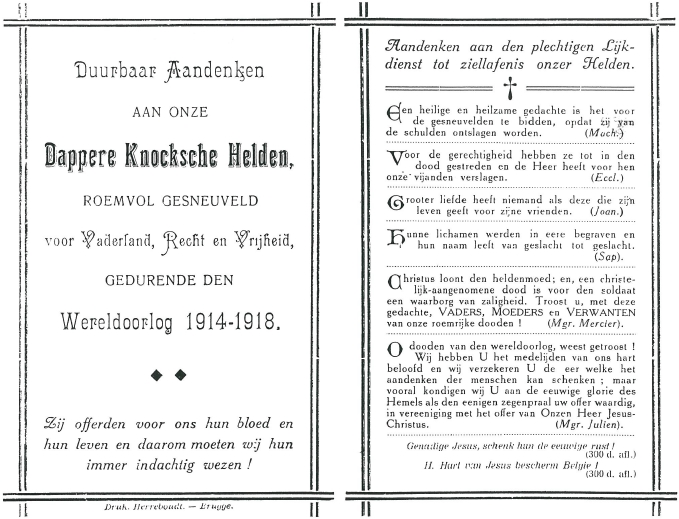 Duurbaar Aandenken
AAN ONZE
Dappere Knocksche Helden,
ROEMVOL GESNEUVELD
voor Vaderland, Recht en Vrijheid,
GEDURENDE DEN
Wereldoorlog 1914-1918.
Zij offerden voor ons hun bloed en
hun leven en daarom moeten wij hun
immer indachtig wezen !
Druk. Herreboudt. — Brugge.
Aandenken aan den plechtigen Lijk-
dienst tot ziellafenis onzer Helden.
Een heilige en heilzame gedachte is het voor
de gesneuvelden te bidden, opdat zij van
de schulden ontslagen worden. (Mach.)
Voor de gerechtigheid hebben ze tot in den
dood gestreden en de Heer heeft voor hen
onze vijanden verslagen. (Eccl.)
Grooter liefde heeft niemand als deze die zijn
leven geeft voor zijne vrienden. (Joan.)
Hunne lichamen werden in eere begraven en
hun naam leeft van geslacht tot geslacht.
(Sap.)
Christus loont den heldenmoed; en, een christe-
lijk-aangenomene dood is voor den soldaat
een waarborg van zaligheid. Troost u, met deze
gedachte, VADERS, MOEDERS en VERWANTEN
van onze roemrijke dooden ! (Mgr. Mercier).
O dooden van den wereldoorlog, weest getroost !
Wij hebben U het medelijden van ons hart
beloofd en wij verzekeren U de eer welke het
aandenken der menschen kan schenken ; maar
vooral kondigen wij U aan de eeuwige glorie des
Hemels als den eenigen zegenpraal uw offer waardig,
in vereeniging met het offer van Onzen Heer Jesus-
Christus. (Mgr. Julien).
Genadige Jesus, schenk hun de eeuwige rust !
(300 d. afl.)
H. Hart van Jesus bescherm Belgie !
(300 d. afl.)